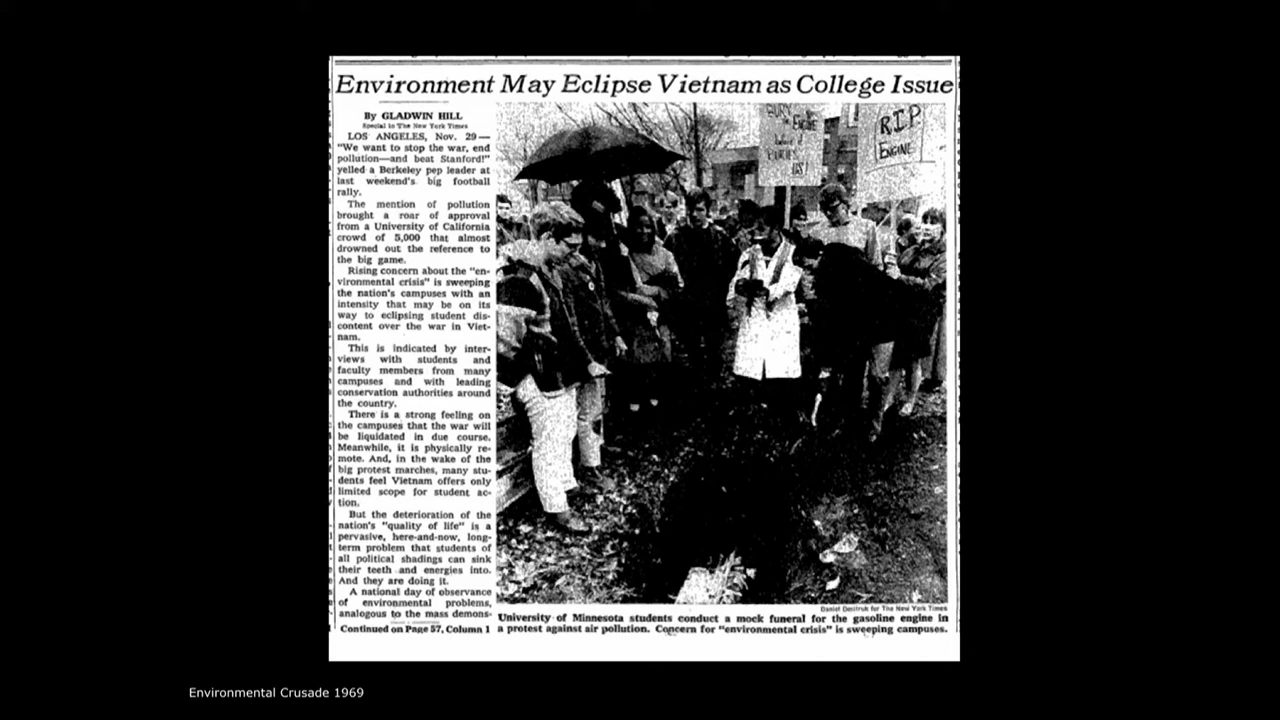 Environment May Eclipse Vietnam as College Issue
By GLADWIN HILL
Special to The New York Times
LOS ANGELES, Nov. 29—
"We want to stop the war, end
pollution—and beat Stanford!"
yelled a Berkeley pep leader at
last weekend's big football
rally.
The mention of pollution
brought a roar of approval
from a University of California
crowd of 5,000 that almost
drowned out the reference to
the big game.
Rising concern about the "en-
vironmental crisis" is sweeping
the nation's campuses with an
intensity that may be on its
way to eclipsing student dis-
content over the war in Viet-
nam.
This is indicated by inter-
views with students and
faculty members from many
campuses and with leading
conservation authorities around
the country.
There is a strong feeling on
the campuses that the war will
be liquidated in due course.
Meanwhile, it is physically re-
mote. And, in the wake of the
big protest marches, many stu-
dents feel Vietnam offers only
limited scope for student ac-
tion.
But the deterioration of the
nation's "quality of life" is a
pervasive, here-and-now, long-
term problem that students of
all political shadings can sink
their teeth and energies into.
And they are doing it.
A national day of observance
of environmental problems,
analogous to the mass demons-
Continued on Page 57, Column 1
ENGINE
US!
RIP
ENGINE
Daniel for The New York Times
University of Minnesota students conduct a mock funeral for the gasoline engine in
a protest against air pollution. Concern for "environmental crisis" is sweeping campuses.
Environmental Crusade 1969